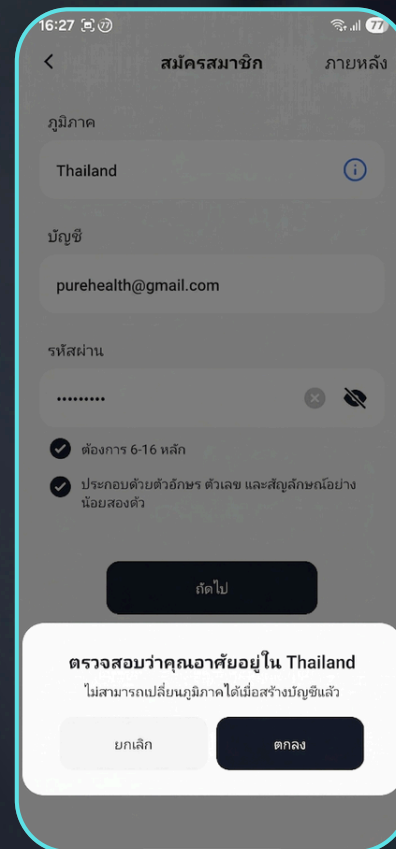 16:27
77
สมัครสมาชิก
ภายหลัง
ภูมิภาค
Thailand
บัญชี
purehealth@gmail.com
รหัสผ่าน
•••••••••
ต้องการ 6-16 หลัก
ประกอบด้วยตัวอักษร ตัวเลข และสัญลักษณ์อย่าง
น้อยสองตัว
ถัดไป
ตรวจสอบว่าคุณอาศัยอยู่ใน Thailand
ไม่สามารถเปลี่ยนภูมิภาคได้เมื่อสร้างบัญชีแล้ว
ยกเลิก
ตกลง